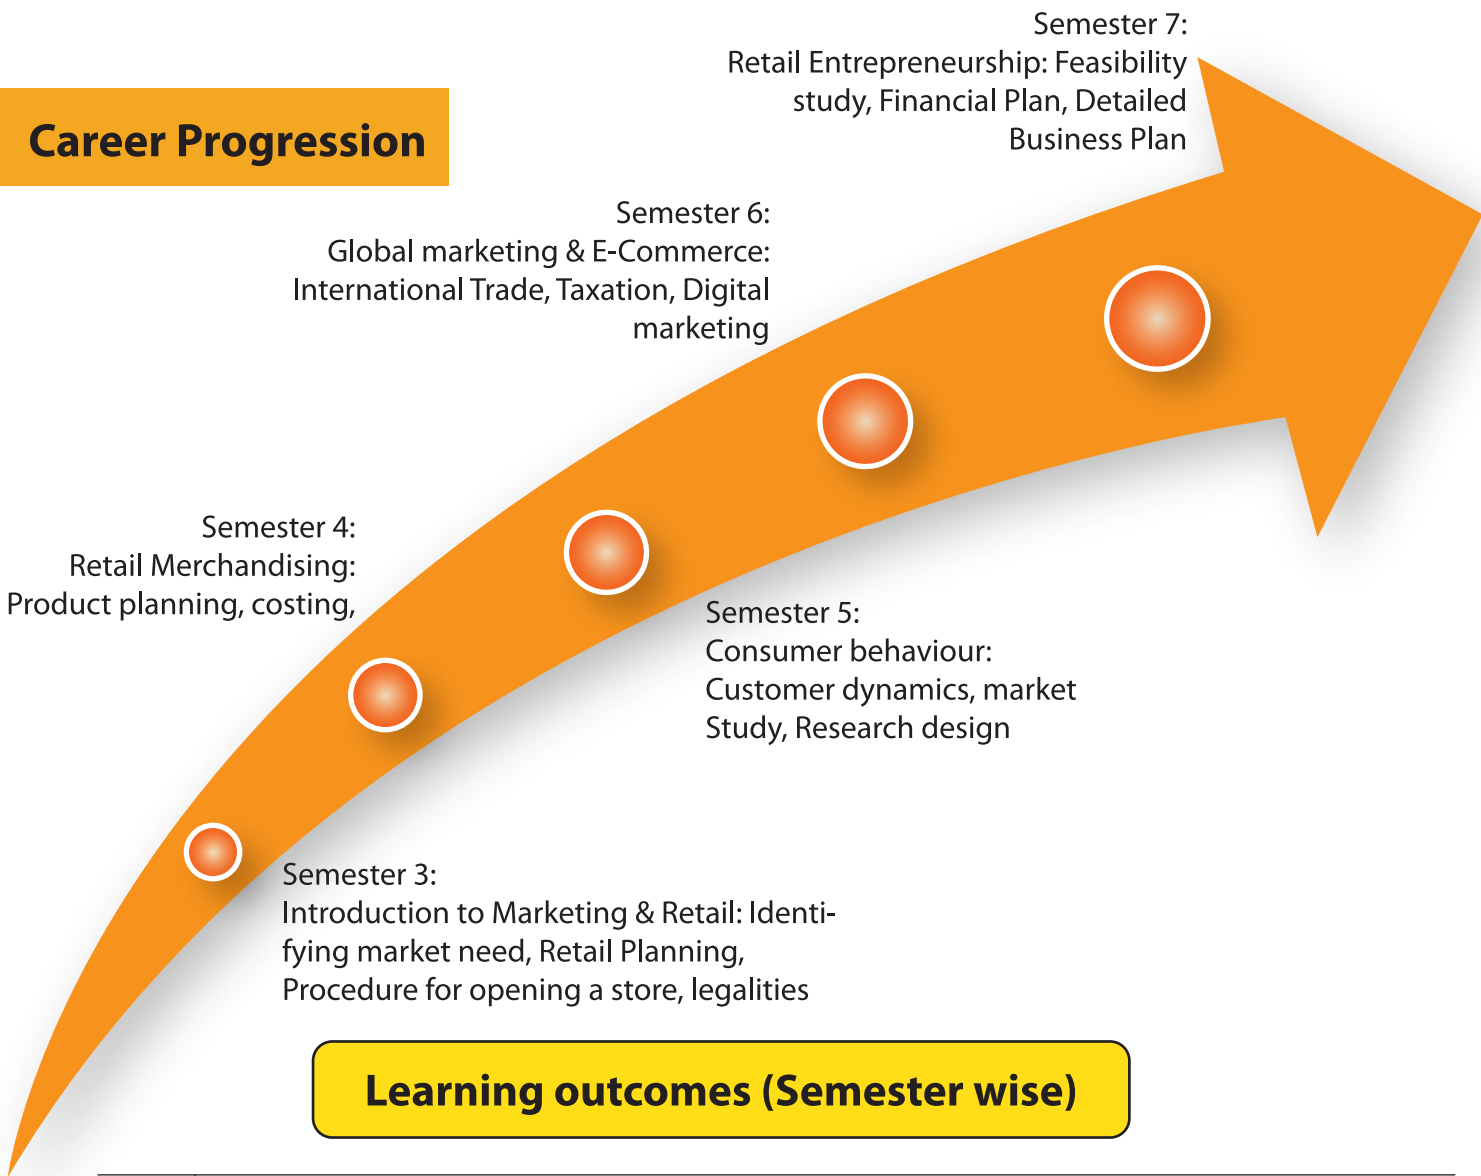 Semester 7:
Retail Entrepreneurship: Feasibility
study, Financial Plan, Detailed
Business Plan
Career Progression
Semester 6:
Global marketing & E-Commerce:
International Trade, Taxation, Digital
marketing
Semester 4:
Retail Merchandising:
Product planning, costing,
Semester 5:
Consumer behaviour:
Customer dynamics, market
Study, Research design
Semester 3:
Introduction to Marketing & Retail: Identi-
fying market need, Retail Planning,
Procedure for opening a store, legalities
Learning outcomes (Semester wise)